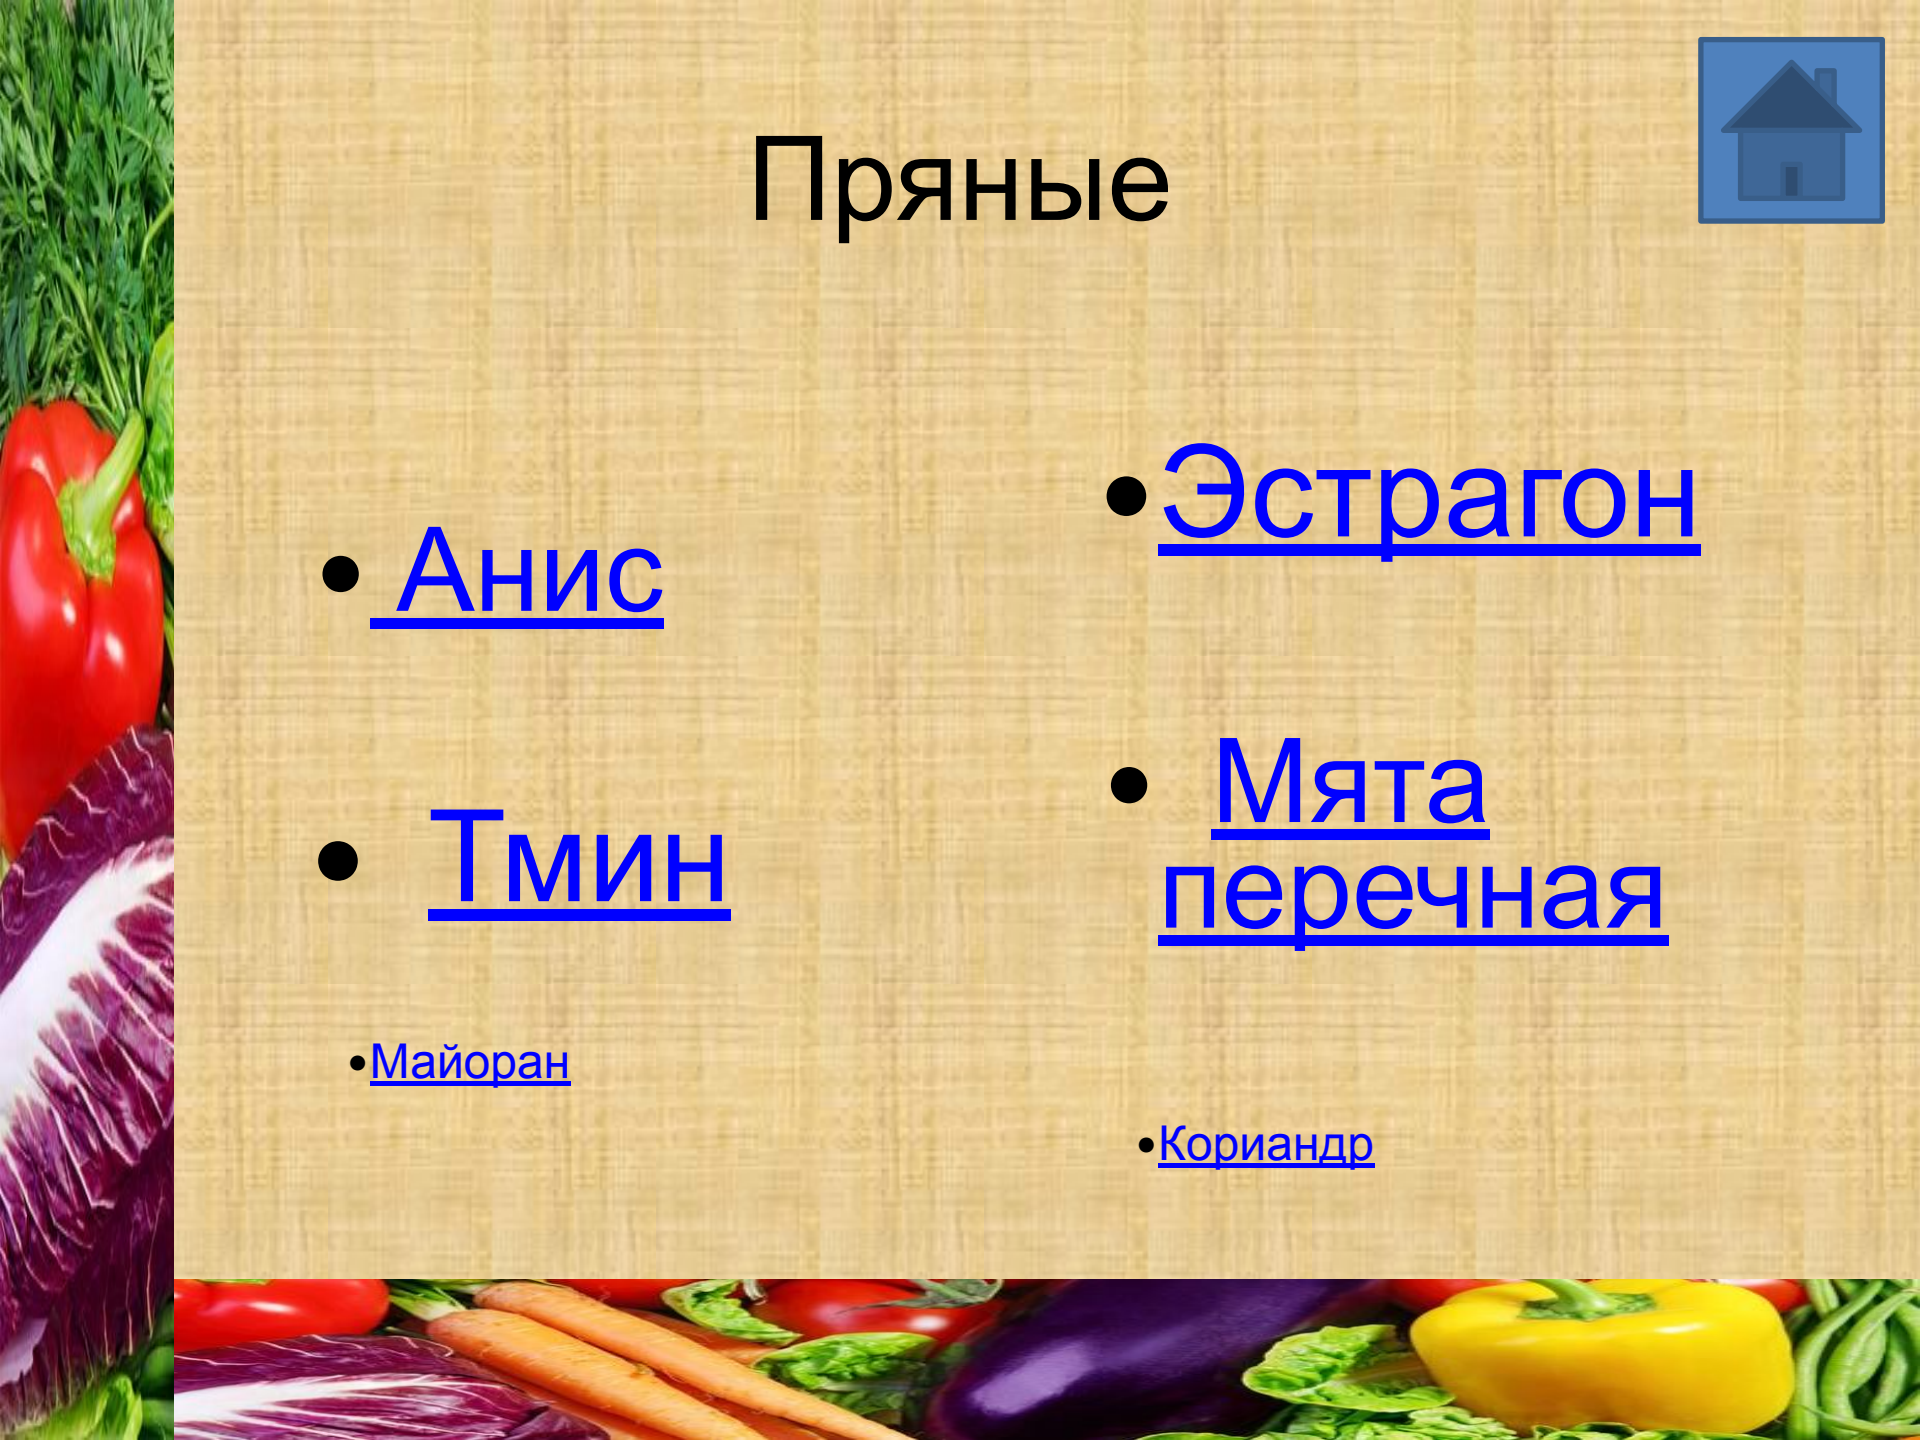 Пряные
• Анис
• Тмин
•Майоран
•Эстрагон
• Мята
перечная
•Кориандр